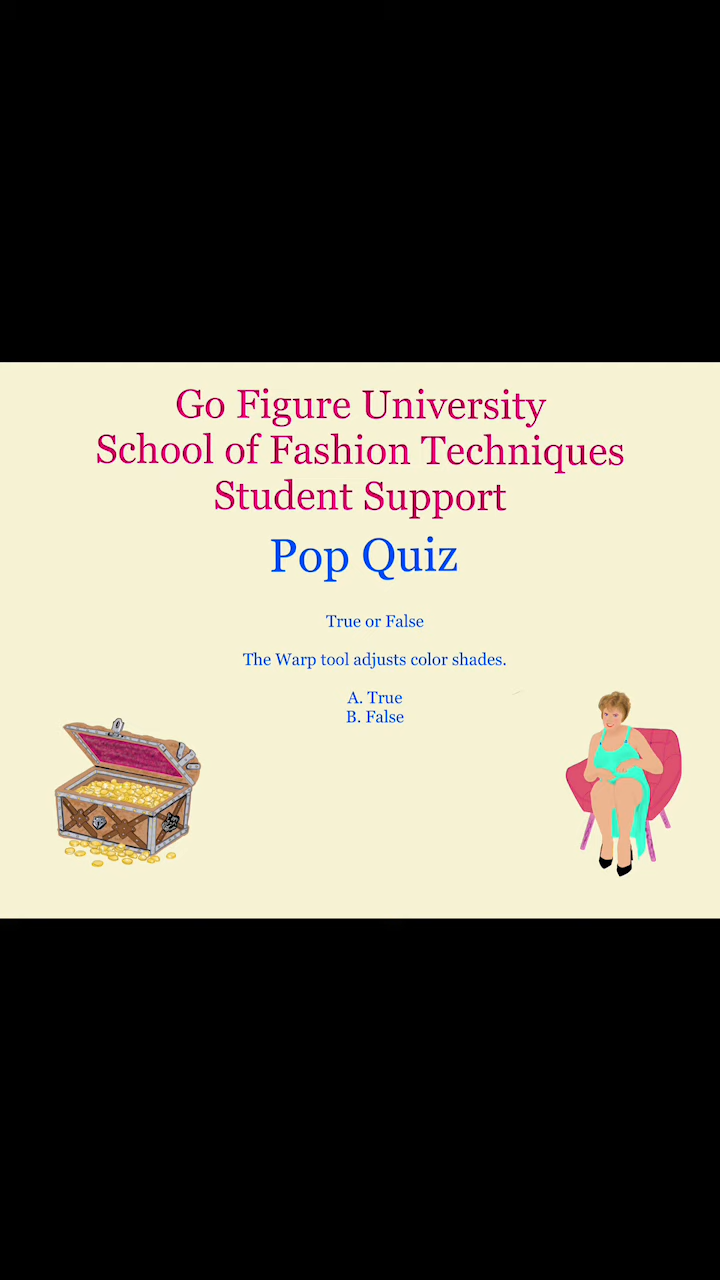 Go Figure University
School of Fashion Techniques
Student Support
Pop Quiz
True or False
The Warp tool adjusts color shades.
A. True
B. False